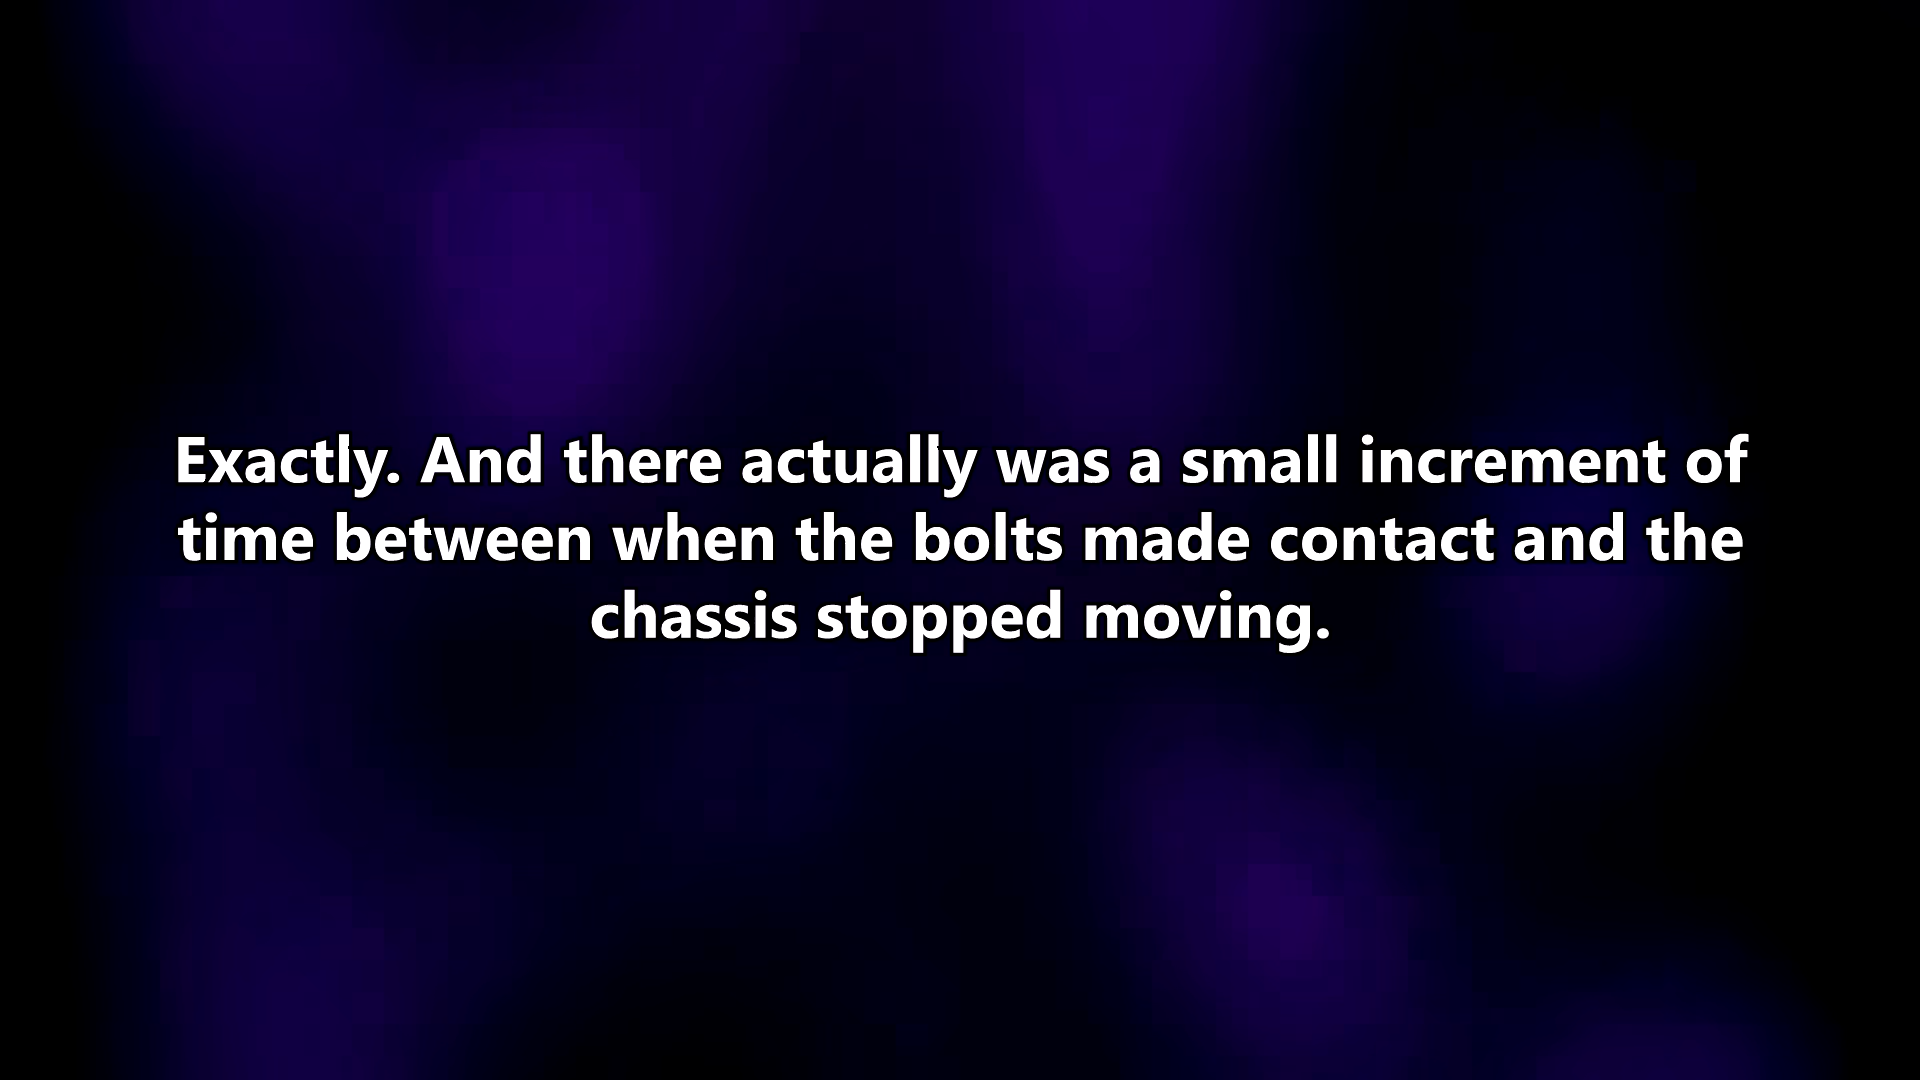 Exactly. And there actually was a small increment of
time between when the bolts made contact and the
chassis stopped moving.